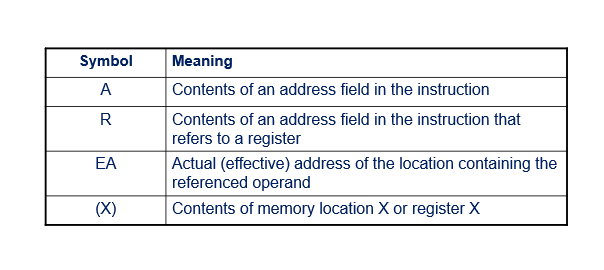 Symbol Meaning
A Contents of an address field in the instruction
R Contents of an address field in the instruction that
refers to a register
EA Actual (effective) address of the location containing the
referenced operand
(X) Contents of memory location X or register X